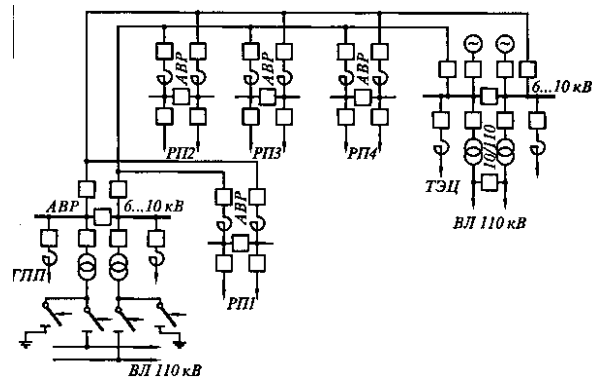 АВР
АВР
АВР
6...10 кВ
РП2
РП3
РП4
10/110
ТЭЦ
ВЛ 110 кВ
АВР
6...10 кВ
АВР
ГПП
РП1
ВЛ 110 кВ